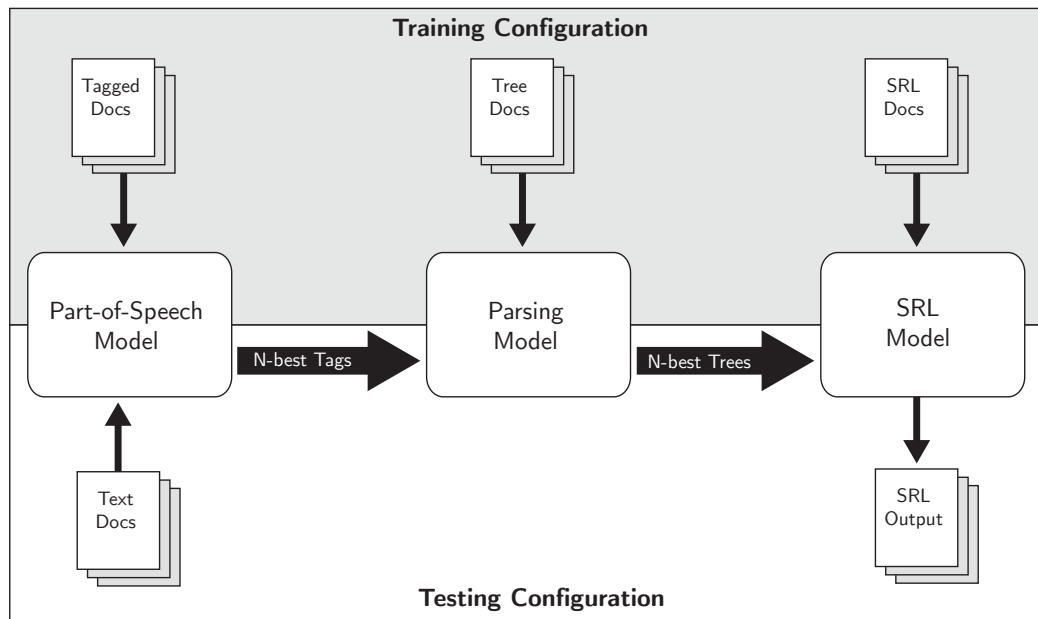 Training Configuration
Tagged
Docs
Tree
Docs
SRL
Docs
Part-of-Speech
Model
Parsing
Model
SRL
Model
N-best Tags
N-best Trees
Text
Docs
SRL
Output
Testing Configuration